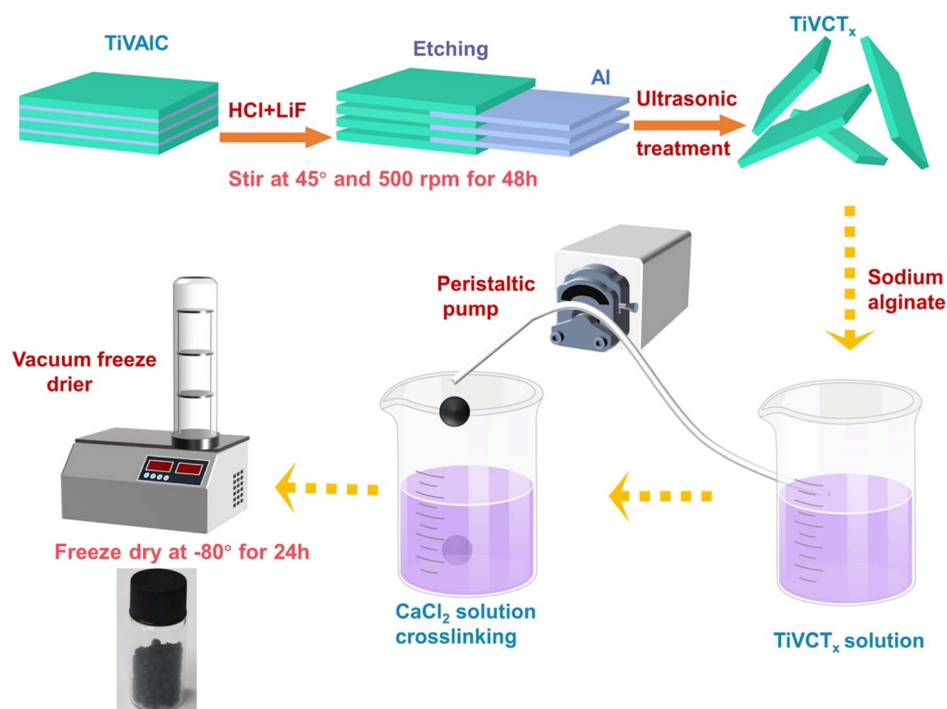 TiVAlC
HCl+LiF
Etching
Al
Stir at 45° and 500 rpm for 48h
Ultrasonic
treatment
TiVCTₓ
Sodium
alginate
Peristaltic
pump
Vacuum freeze
drier
Freeze dry at -80° for 24h
CaCl₂ solution
crosslinking
TiVCTₓ solution